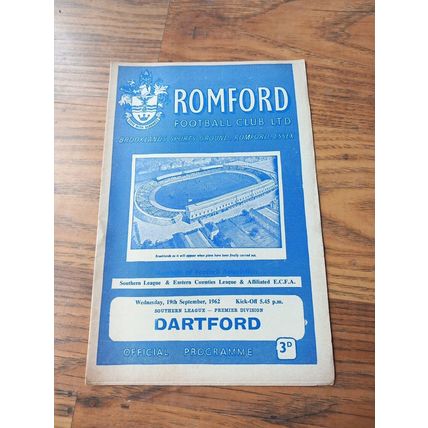 ROMFORD
FOOTBALL CLUB LTD
BROOKLANDS SPORTS GROUND, ROMFORD, ESSEX
Brooklands as it will appear when plans have been finally carried out.
Southern League & Eastern Counties League & Affiliated E.C.F.A.
Wednesday, 19th September, 1962 Kick-Off 5.45 p.m.
SOUTHERN LEAGUE — PREMIER DIVISION
DARTFORD
OFFICIAL PROGRAMME 3D